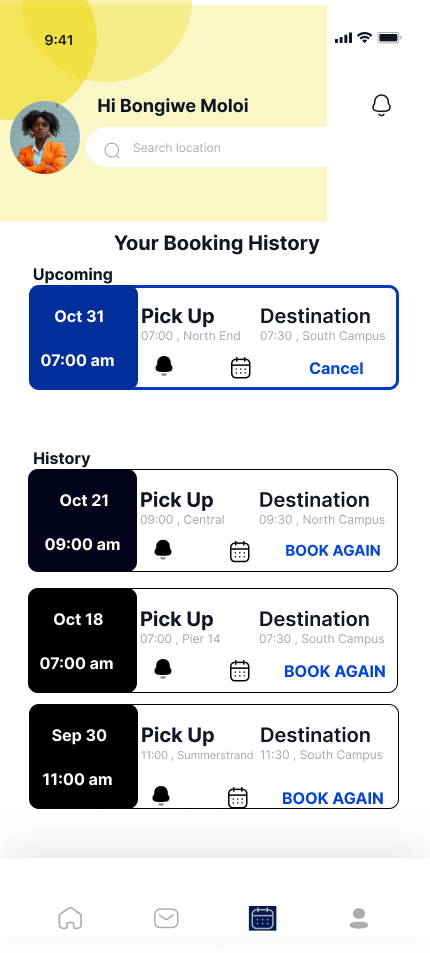 9:41
Hi Bongiwe Moloi
Search location
Your Booking History
Upcoming
Oct 31
07:00 am
Pick Up
07:00 , North End
Destination
07:30 , South Campus
Cancel
History
Oct 21
09:00 am
Pick Up
09:00 , Central
Destination
09:30 , North Campus
BOOK AGAIN
Oct 18
07:00 am
Pick Up
07:00 , Pier 14
Destination
07:30 , South Campus
BOOK AGAIN
Sep 30
11:00 am
Pick Up
11:00 , Summerstrand
Destination
11:30 , South Campus
BOOK AGAIN